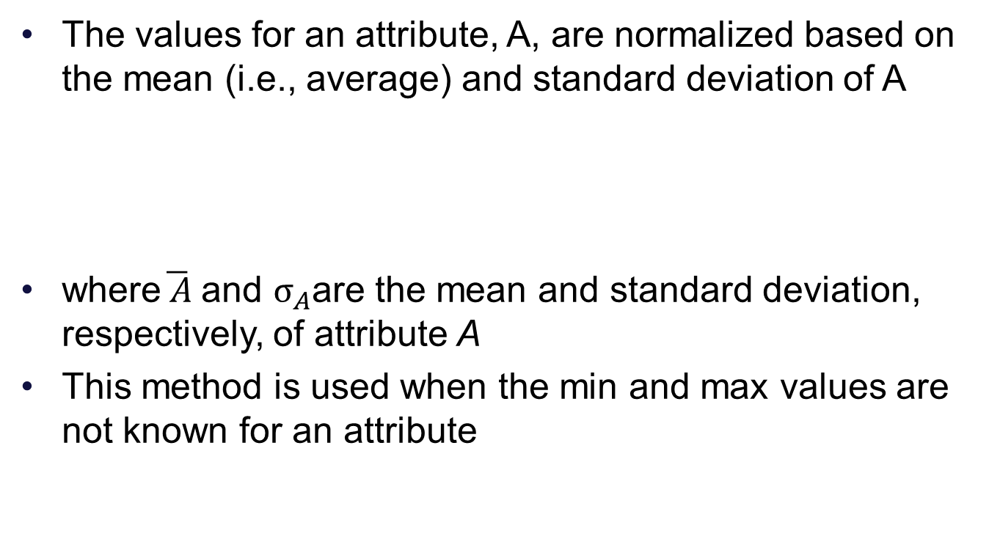 • The values for an attribute, A, are normalized based on
the mean (i.e., average) and standard deviation of A
• where A̅ and σ_A are the mean and standard deviation,
respectively, of attribute A
• This method is used when the min and max values are
not known for an attribute